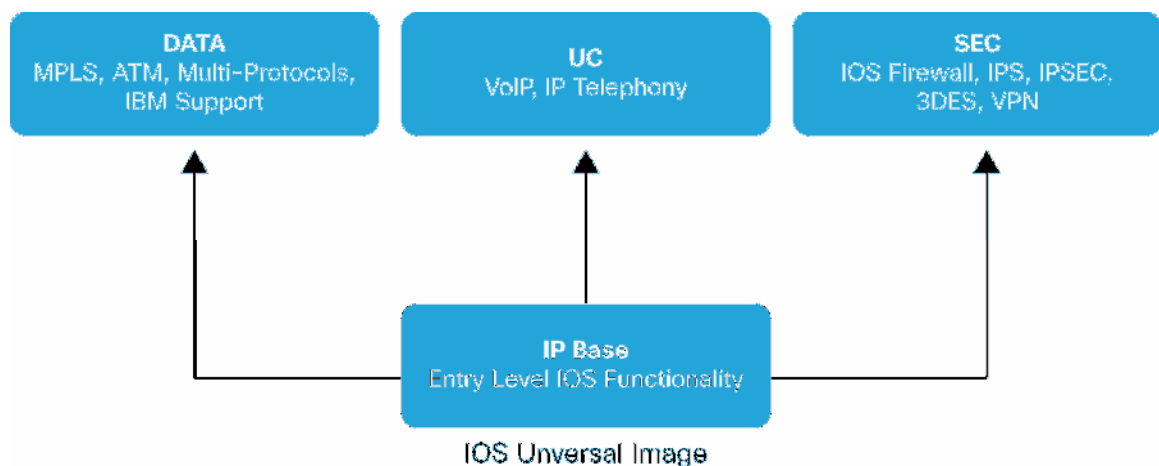 DATA
MPLS, ATM, Multi-Protocols,
IBM Support
UC
VoIP, IP Telephony
SEC
IOS Firewall, IPS, IPSEC,
3DES, VPN
IP Base
Entry Level IOS Functionality
IOS Unversal Image